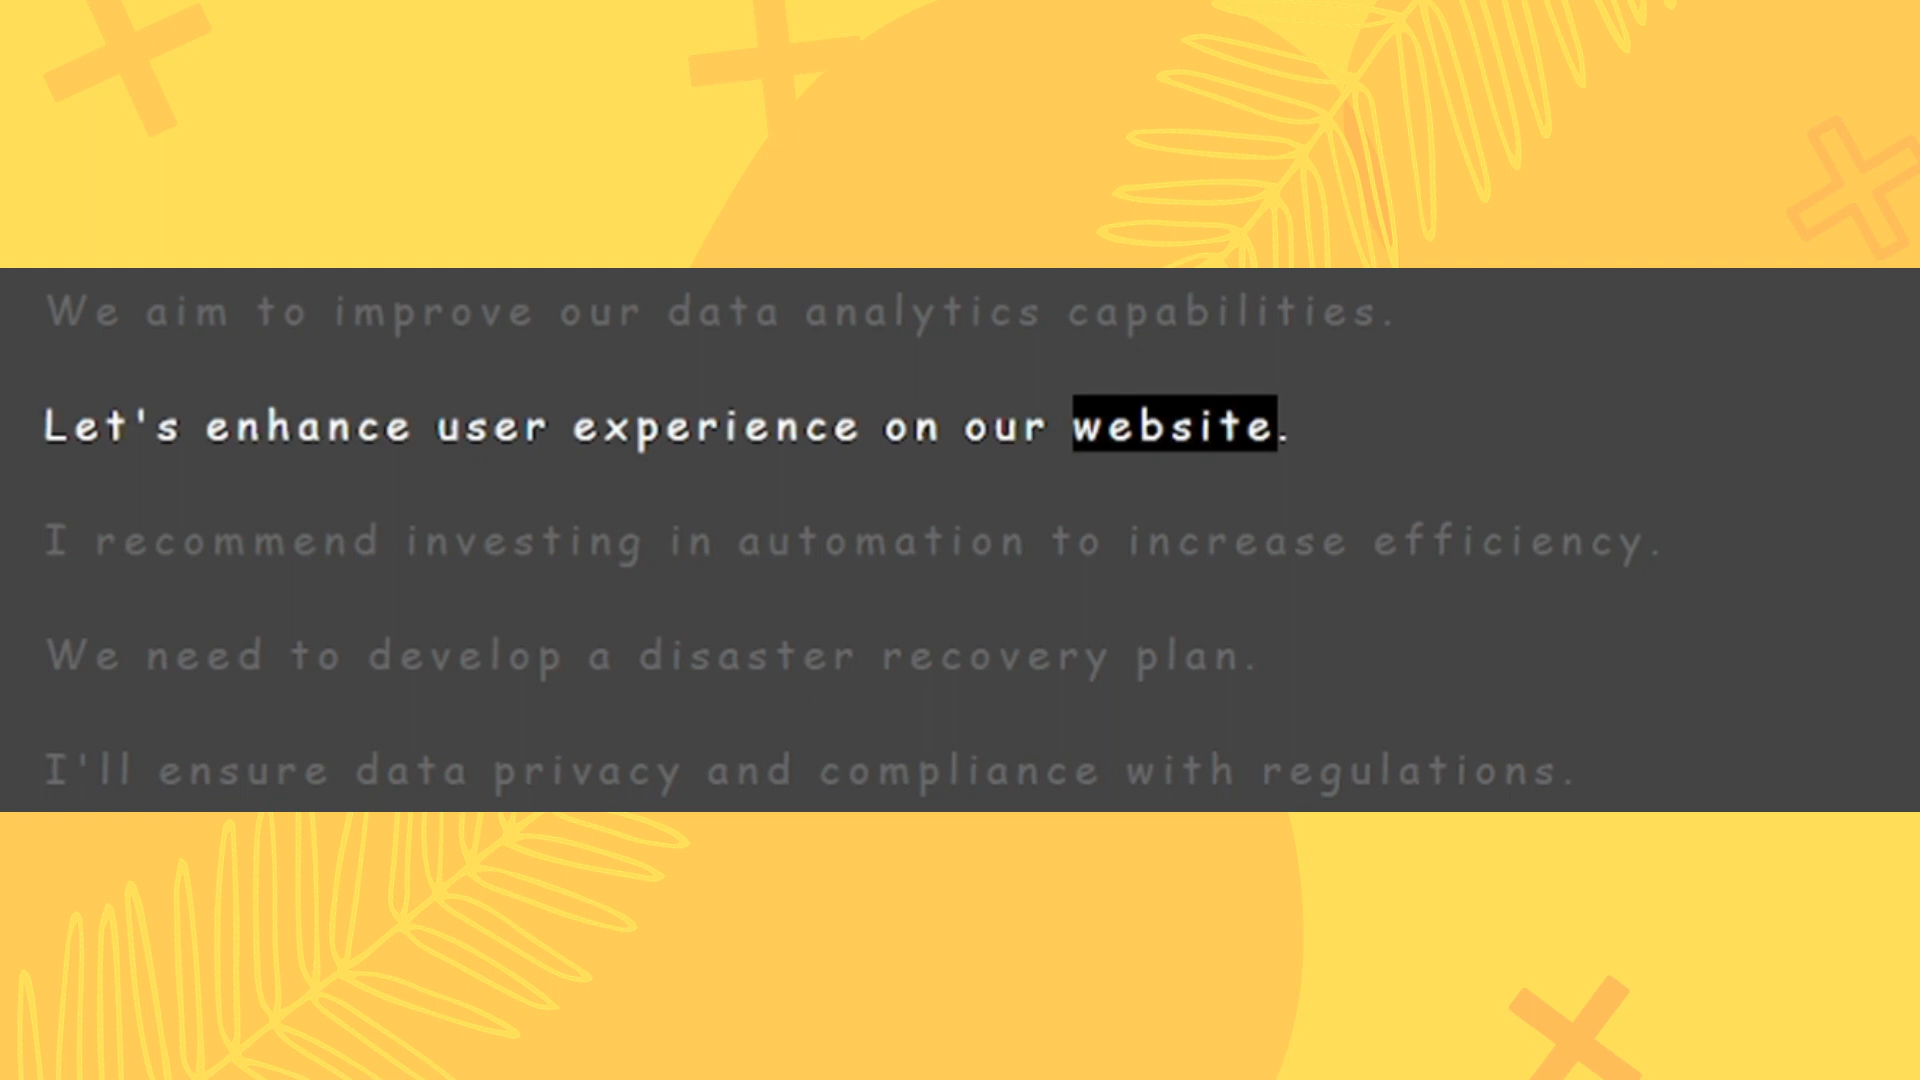 We aim to improve our data analytics capabilities.
Let's enhance user experience on our website.
I recommend investing in automation to increase efficiency.
We need to develop a disaster recovery plan.
I'll ensure data privacy and compliance with regulations.